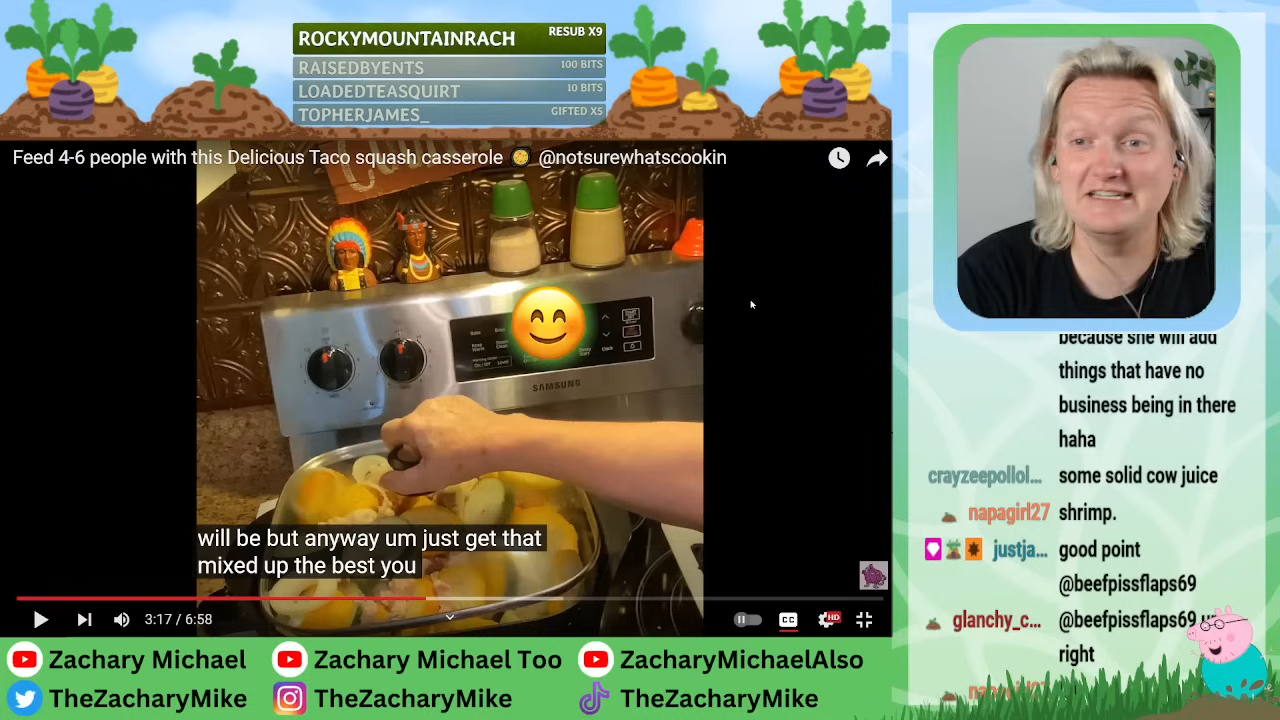 ROCKYMOUNTAINRACH RESUB X9
RAISEDBYENTS 100 BITS
LOADEDTEASQUIRT 10 BITS
TOPHERJAMES_ GIFTED X5
Feed 4-6 people with this Delicious Taco squash casserole @notsurewhatscookin
SAMSUNG
will be but anyway um just get that
mixed up the best you
3:17 / 6:58
CC
HD
because she will add
things that have no
business being in there
haha
crayzeepollol... some solid cow juice
napagirl27 shrimp.
justja... good point
@beefpissflaps69
glanchy_c... @beefpissflaps69
right
Zachary Michael
Zachary Michael Too
ZacharyMichaelAlso
TheZacharyMike
TheZacharyMike
TheZacharyMike